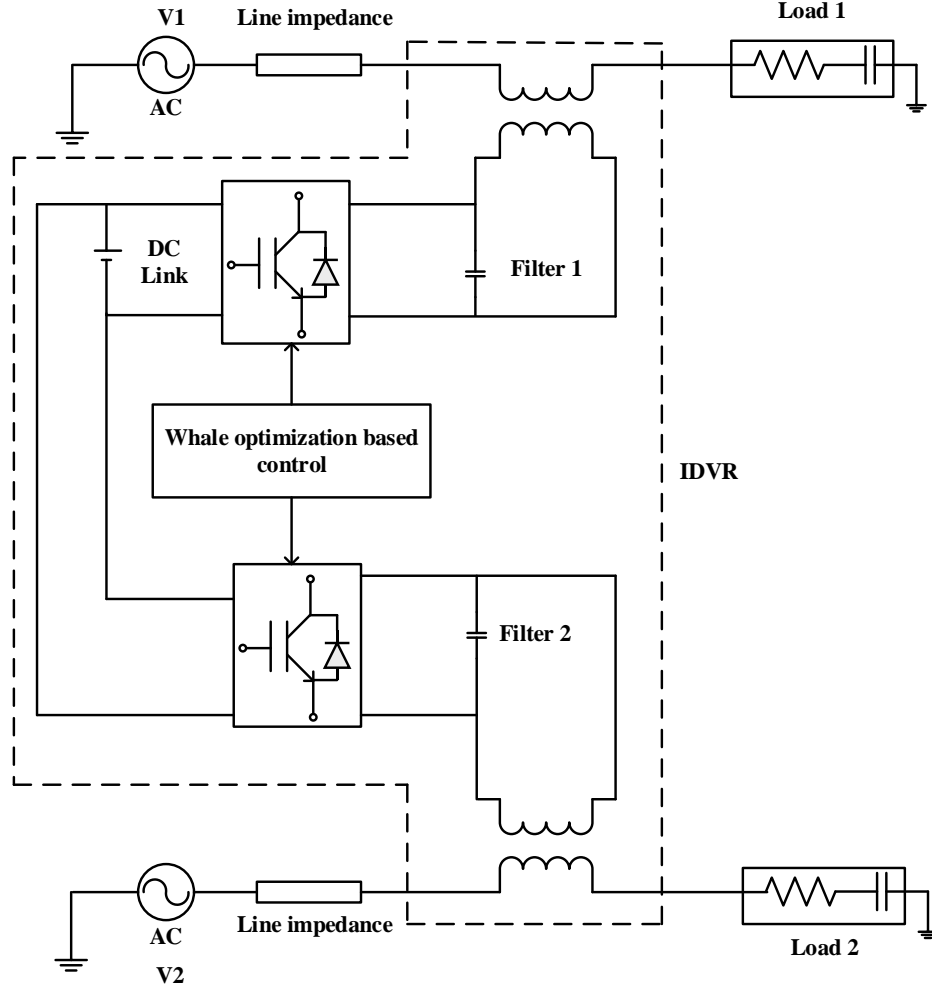 V1
Line impedance
Load 1
AC
DC
Link
Filter 1
Whale optimization based
control
IDVR
Filter 2
AC
Line impedance
V2
Load 2